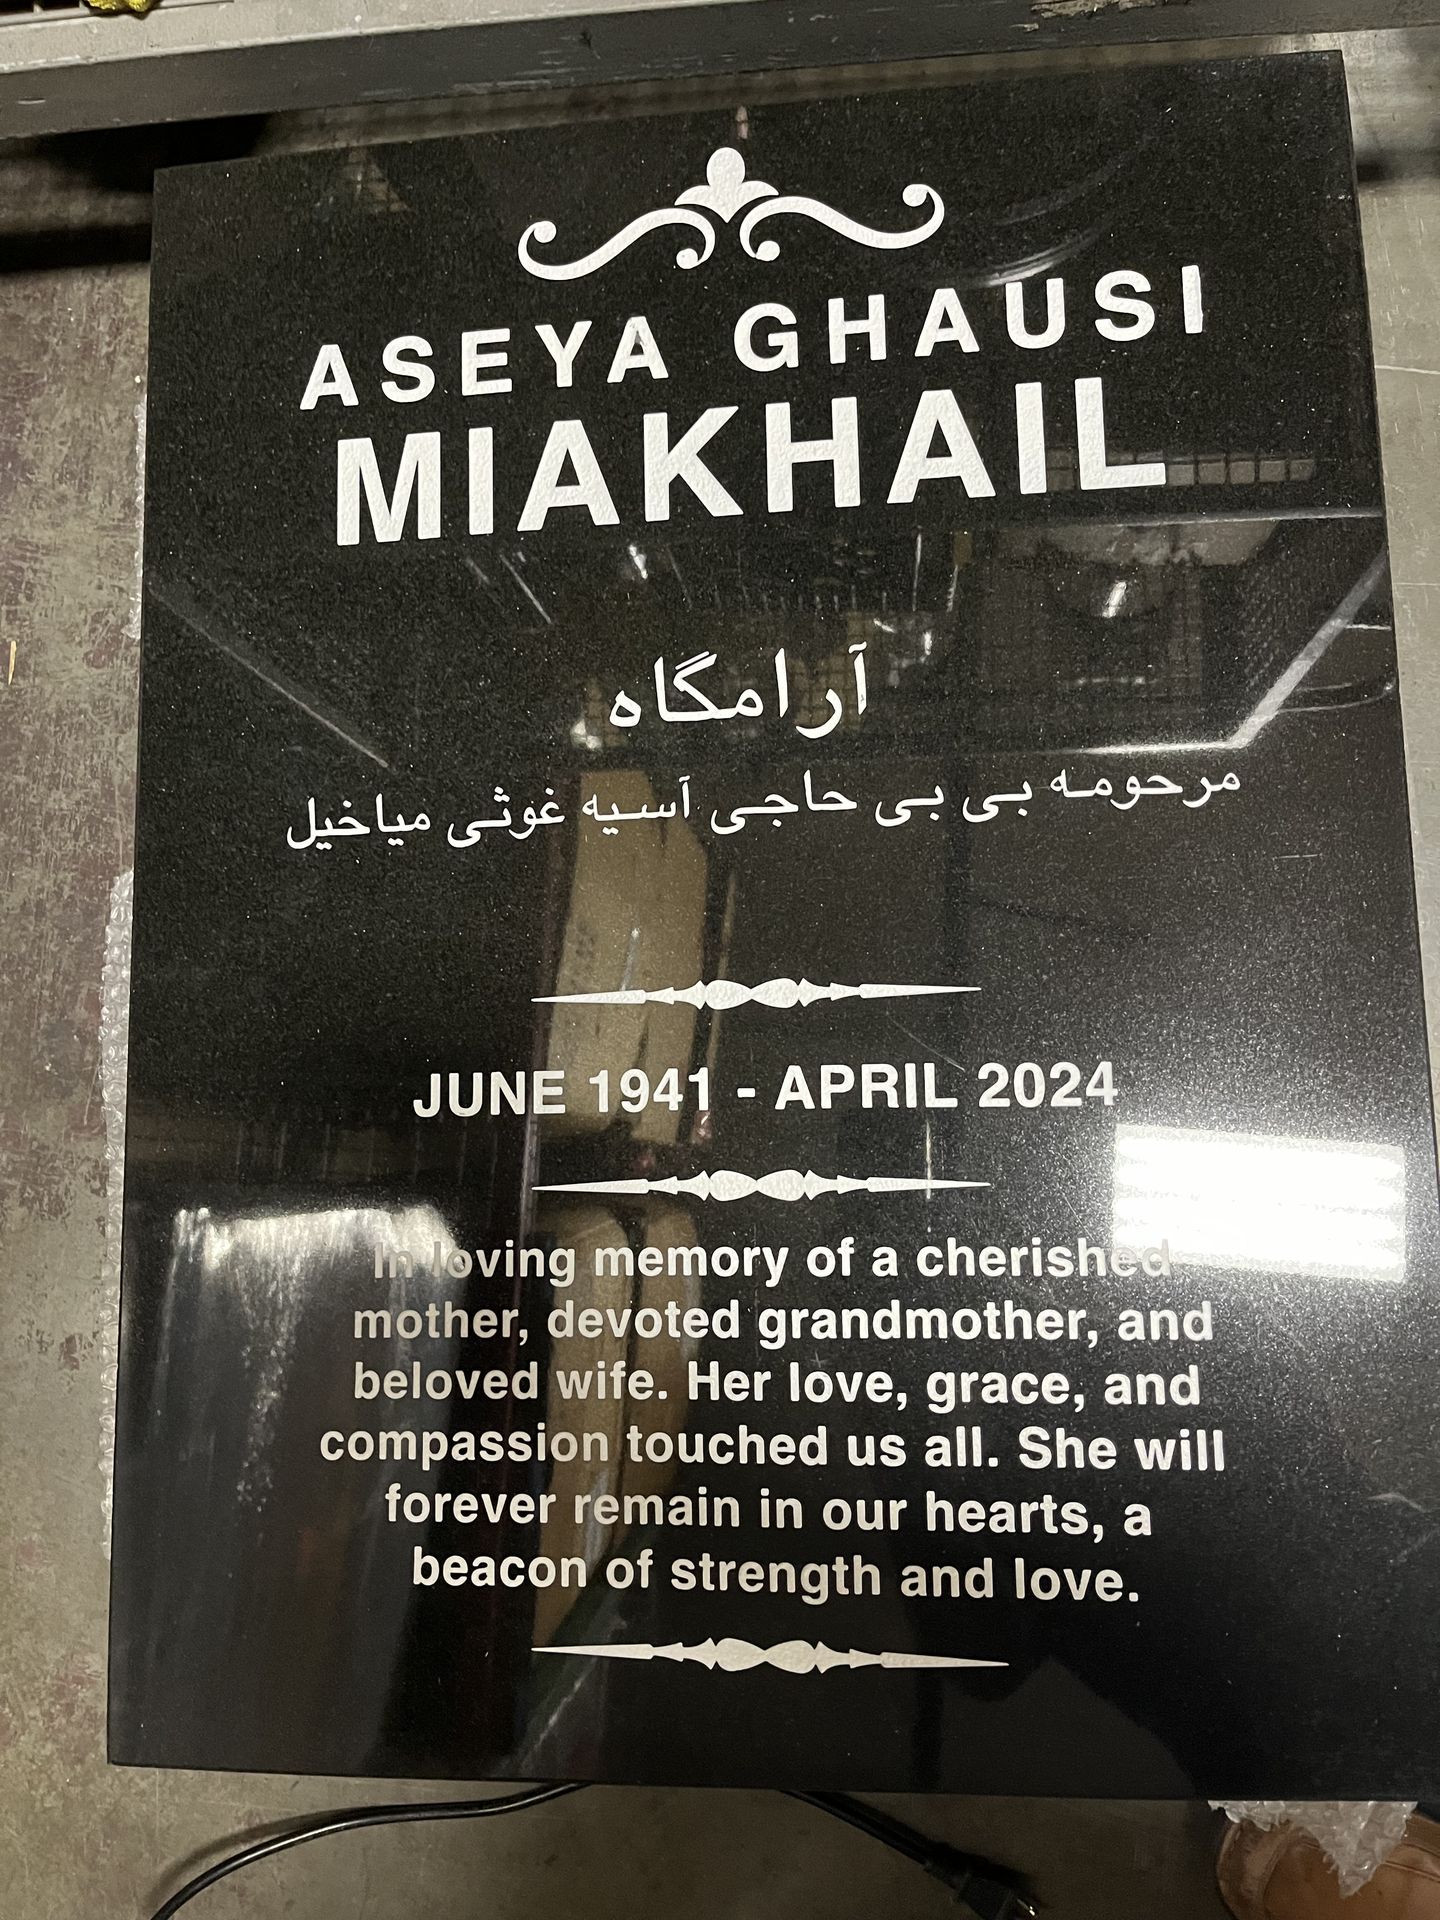 ASEYA GHAUSI
MIAKHAIL
آرامگاه
مرحومه بی بی حاجی آسیه غوثی میاخیل
JUNE 1941 - APRIL 2024
In loving memory of a cherished
mother, devoted grandmother, and
beloved wife. Her love, grace, and
compassion touched us all. She will
forever remain in our hearts, a
beacon of strength and love.